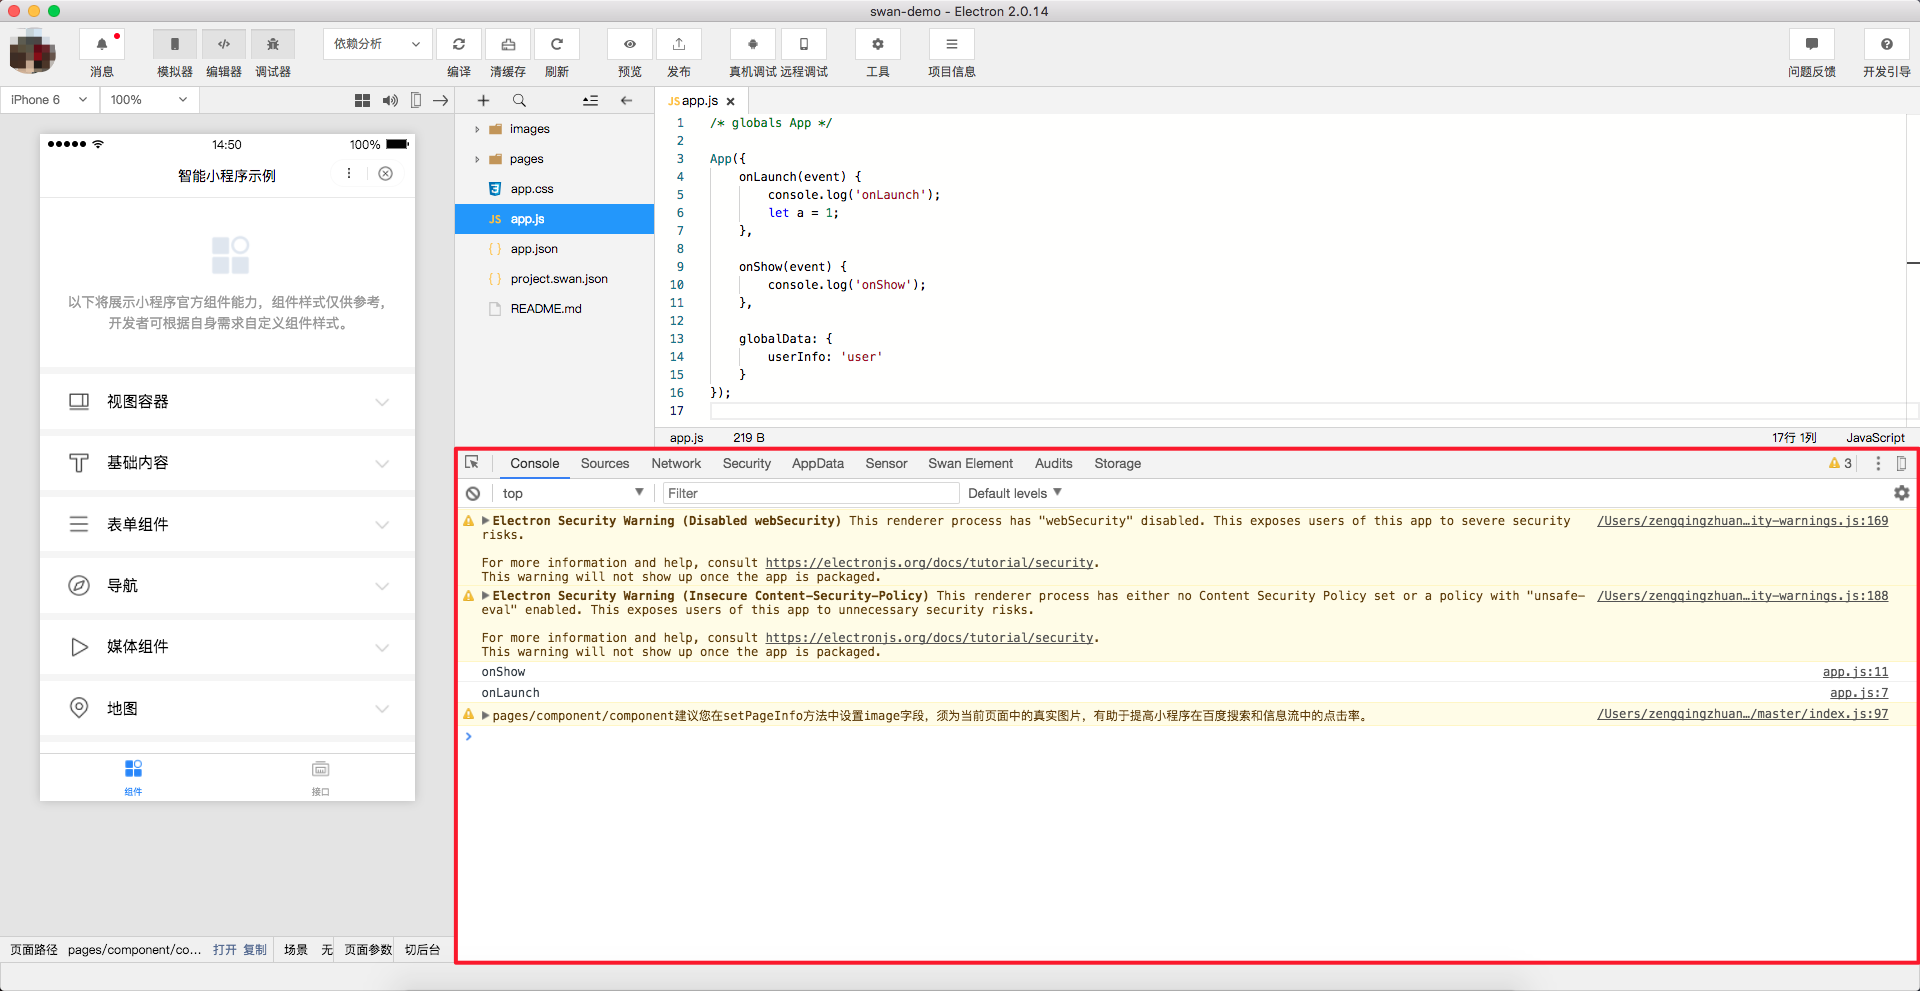 swan-demo - Electron 2.0.14
消息
模拟器
编辑器
调试器
依赖分析
编译
清缓存
刷新
预览
发布
真机调试
远程调试
工具
项目信息
问题反馈
开发引导
iPhone 6
100%
14:50
100%
智能小程序示例
以下将展示小程序官方组件能力，组件样式仅供参考，
开发者可根据自身需求自定义组件样式。
视图容器
基础内容
表单组件
导航
媒体组件
地图
组件
接口
页面路径 pages/component/co... 打开 复制 场景 无 页面参数 切后台
images
pages
app.css
JS app.js
{ } app.json
{ } project.swan.json
README.md
JS app.js
1 /* globals App */
2
3 App({
4 onLaunch(event) {
5 console.log('onLaunch');
6 let a = 1;
7 },
8
9 onShow(event) {
10 console.log('onShow');
11 },
12
13 globalData: {
14 userInfo: 'user'
15 }
16 });
17
app.js 219 B 17行 1列 JavaScript
Console Sources Network Security AppData Sensor Swan Element Audits Storage 3
top Filter Default levels
Electron Security Warning (Disabled webSecurity) This renderer process has "webSecurity" disabled. This exposes users of this app to severe security /Users/zengqingzhuan…ity-warnings.js:169
risks.
For more information and help, consult https://electronjs.org/docs/tutorial/security.
This warning will not show up once the app is packaged.
Electron Security Warning (Insecure Content-Security-Policy) This renderer process has either no Content Security Policy set or a policy with "unsafe- /Users/zengqingzhuan…ity-warnings.js:188
eval" enabled. This exposes users of this app to unnecessary security risks.
For more information and help, consult https://electronjs.org/docs/tutorial/security.
This warning will not show up once the app is packaged.
onShow app.js:11
onLaunch app.js:7
pages/component/component建议您在setPageInfo方法中设置image字段，须为当前页面中的真实图片，有助于提高小程序在百度搜索和信息流中的点击率。 /Users/zengqingzhuan…/master/index.js:97